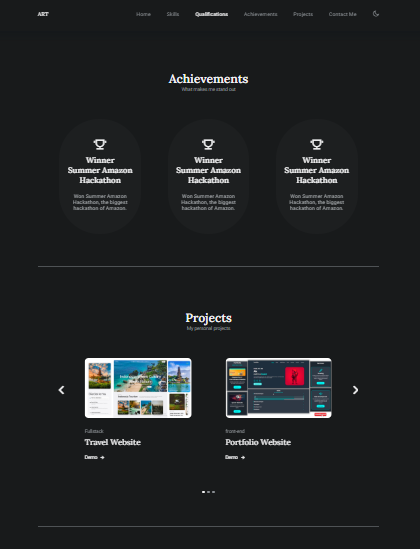 ART Home Skills Qualifications Achievements Projects Contact Me
Achievements
What makes me stand out
Winner
Summer Amazon
Hackathon
Won Summer Amazon
Hackathon, the biggest
hackathon of Amazon.
Winner
Summer Amazon
Hackathon
Won Summer Amazon
Hackathon, the biggest
hackathon of Amazon.
Winner
Summer Amazon
Hackathon
Won Summer Amazon
Hackathon, the biggest
hackathon of Amazon.
Projects
My personal projects
Fullstack
Travel Website
Demo →
front-end
Portfolio Website
Demo →